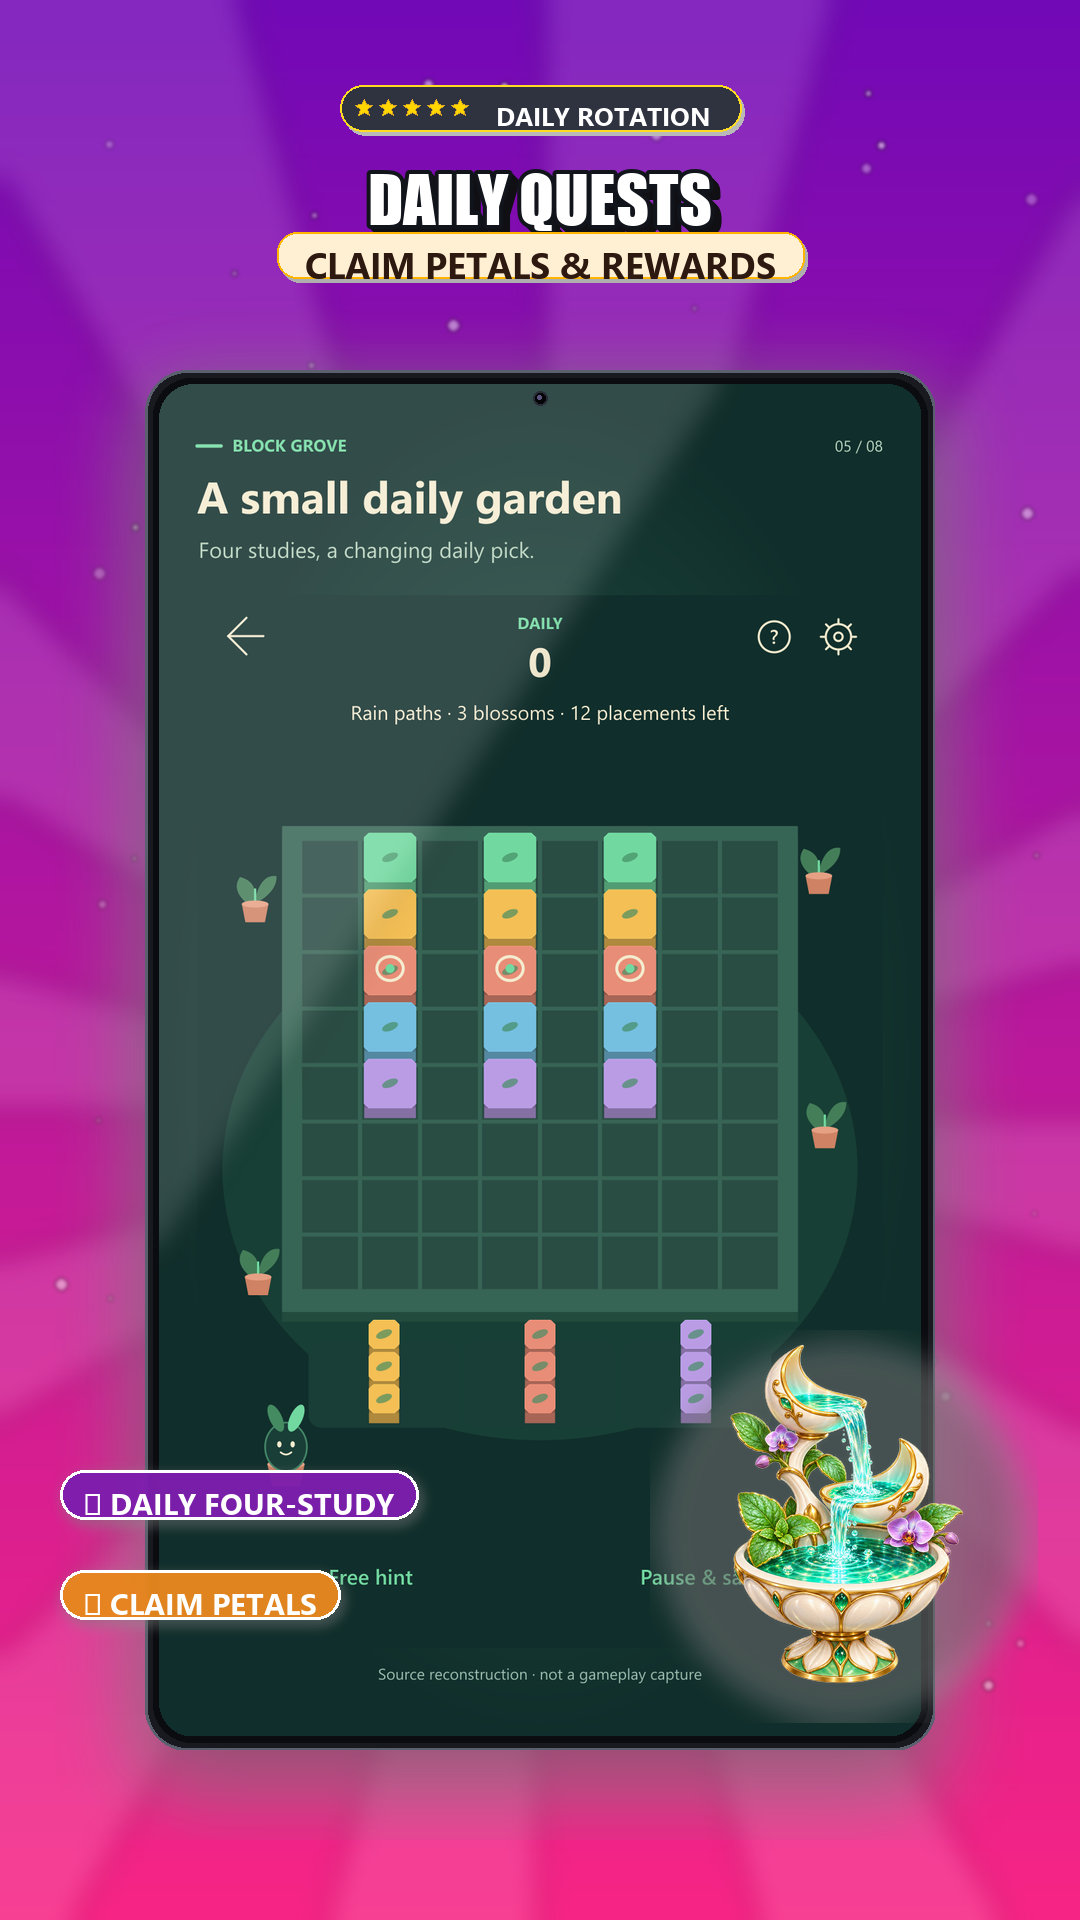 DAILY ROTATION
DAILY QUESTS
CLAIM PETALS & REWARDS
BLOCK GROVE
05 / 08
A small daily garden
Four studies, a changing daily pick.
DAILY
0
?
Rain paths · 3 blossoms · 12 placements left
DAILY FOUR-STUDY
Free hint
Pause & sa
CLAIM PETALS
Source reconstruction · not a gameplay capture